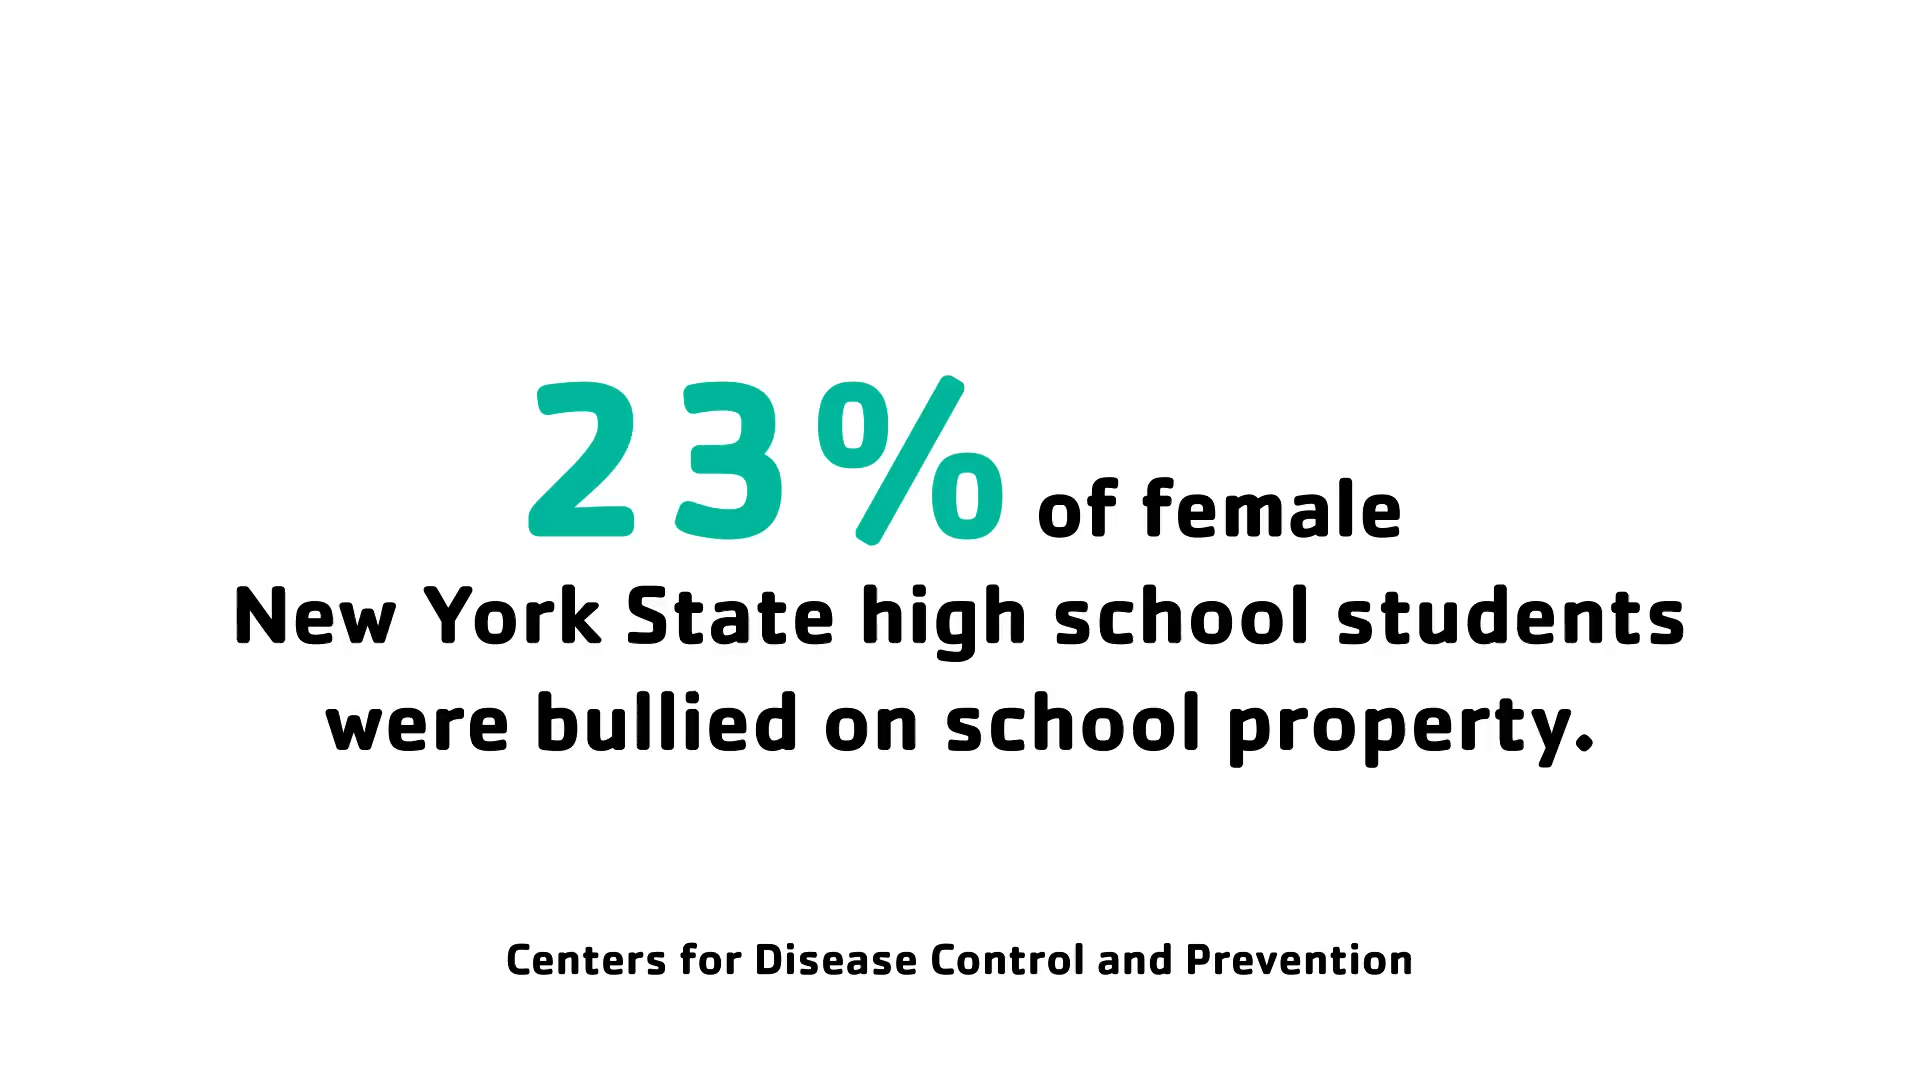 23% of female
New York State high school students
were bullied on school property.
Centers for Disease Control and Prevention